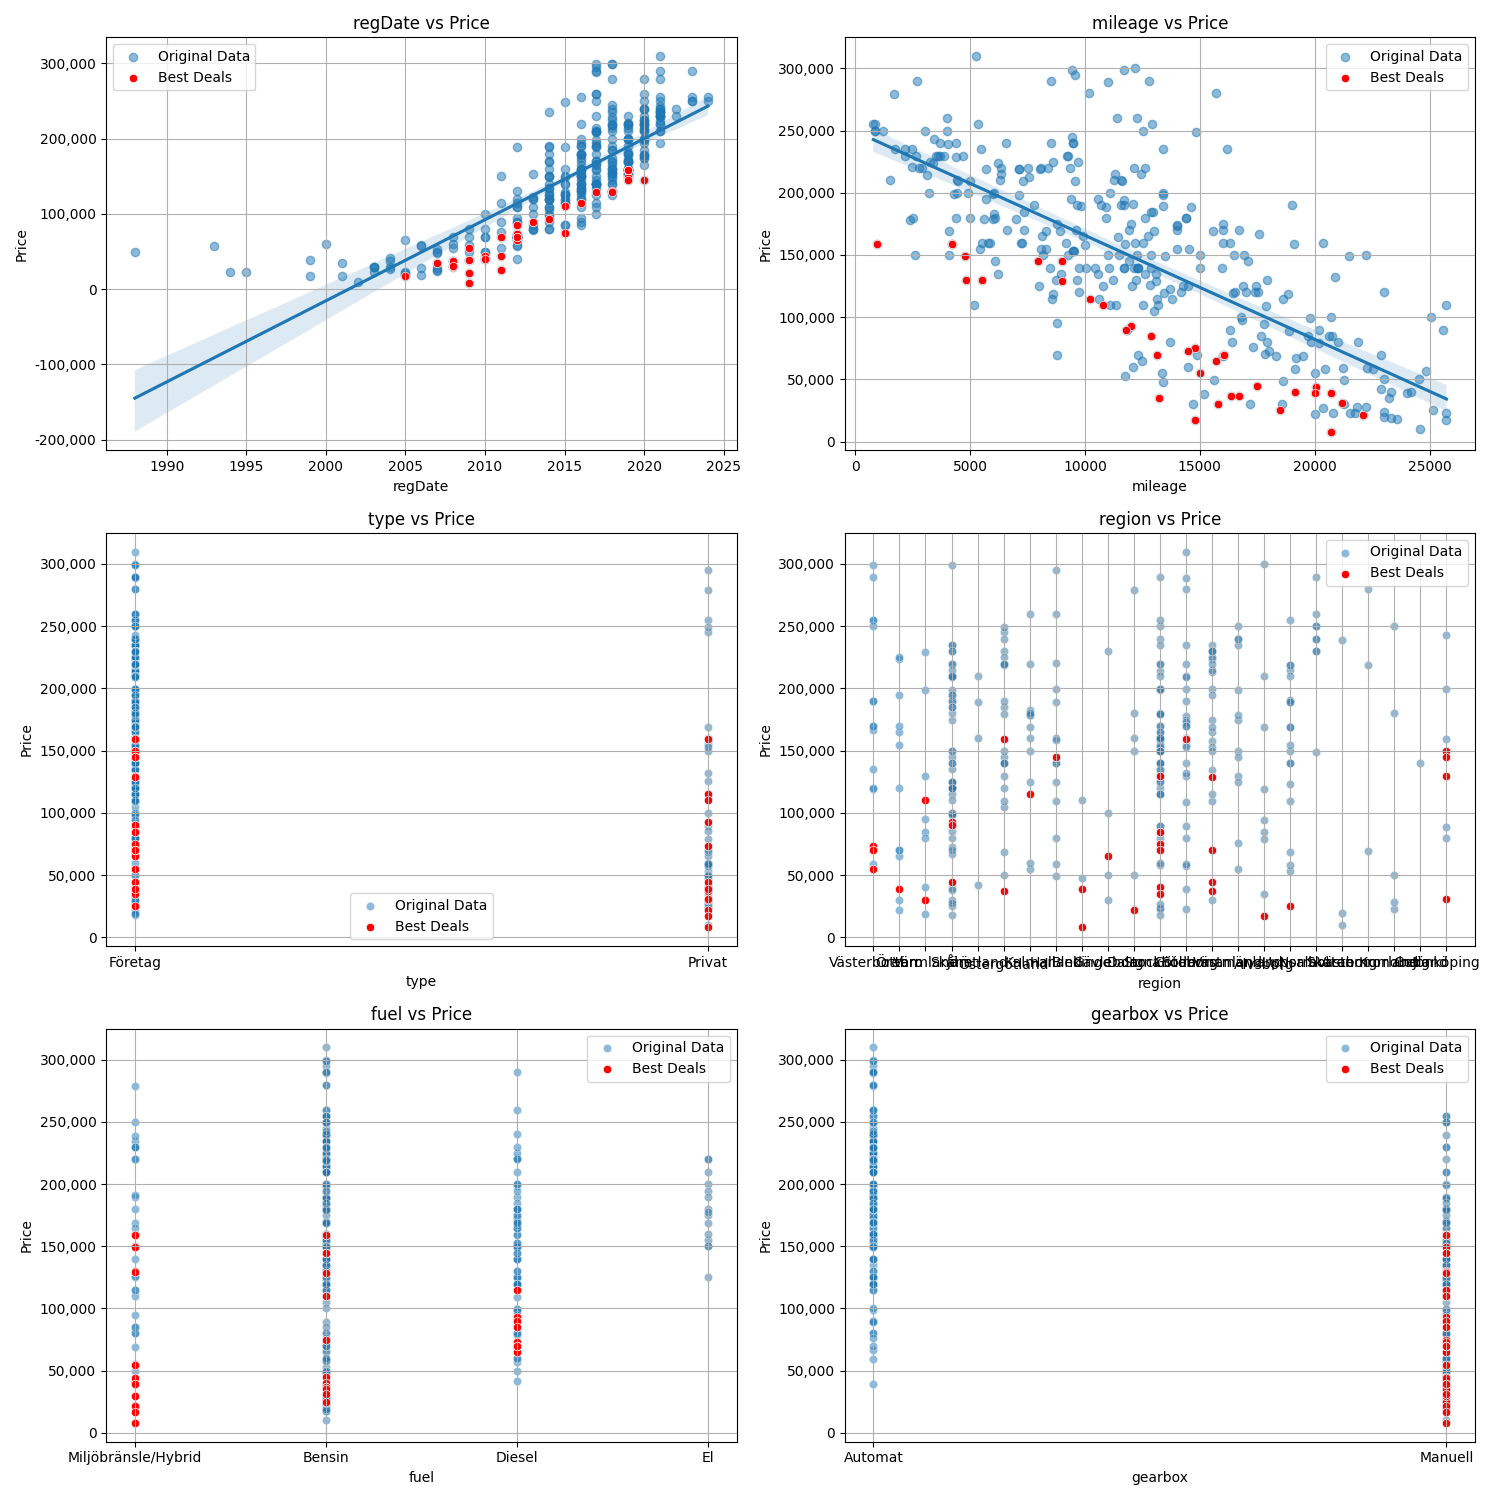 regDate vs Price
Original Data
Best Deals
300,000
200,000
100,000
0
-100,000
-200,000
Price
1990
1995
2000
2005
2010
2015
2020
2025
regDate
mileage vs Price
Original Data
Best Deals
300,000
250,000
200,000
150,000
100,000
50,000
0
Price
0
5000
10000
15000
20000
25000
mileage
type vs Price
300,000
250,000
200,000
150,000
100,000
50,000
0
Price
Original Data
Best Deals
Företag
Privat
type
region vs Price
Original Data
Best Deals
300,000
250,000
200,000
150,000
100,000
50,000
0
Price
Västerbotten
Östergötland
region
fuel vs Price
Original Data
Best Deals
300,000
250,000
200,000
150,000
100,000
50,000
0
Price
Miljöbränsle/Hybrid
Bensin
Diesel
El
fuel
gearbox vs Price
Original Data
Best Deals
300,000
250,000
200,000
150,000
100,000
50,000
0
Price
Automat
Manuell
gearbox